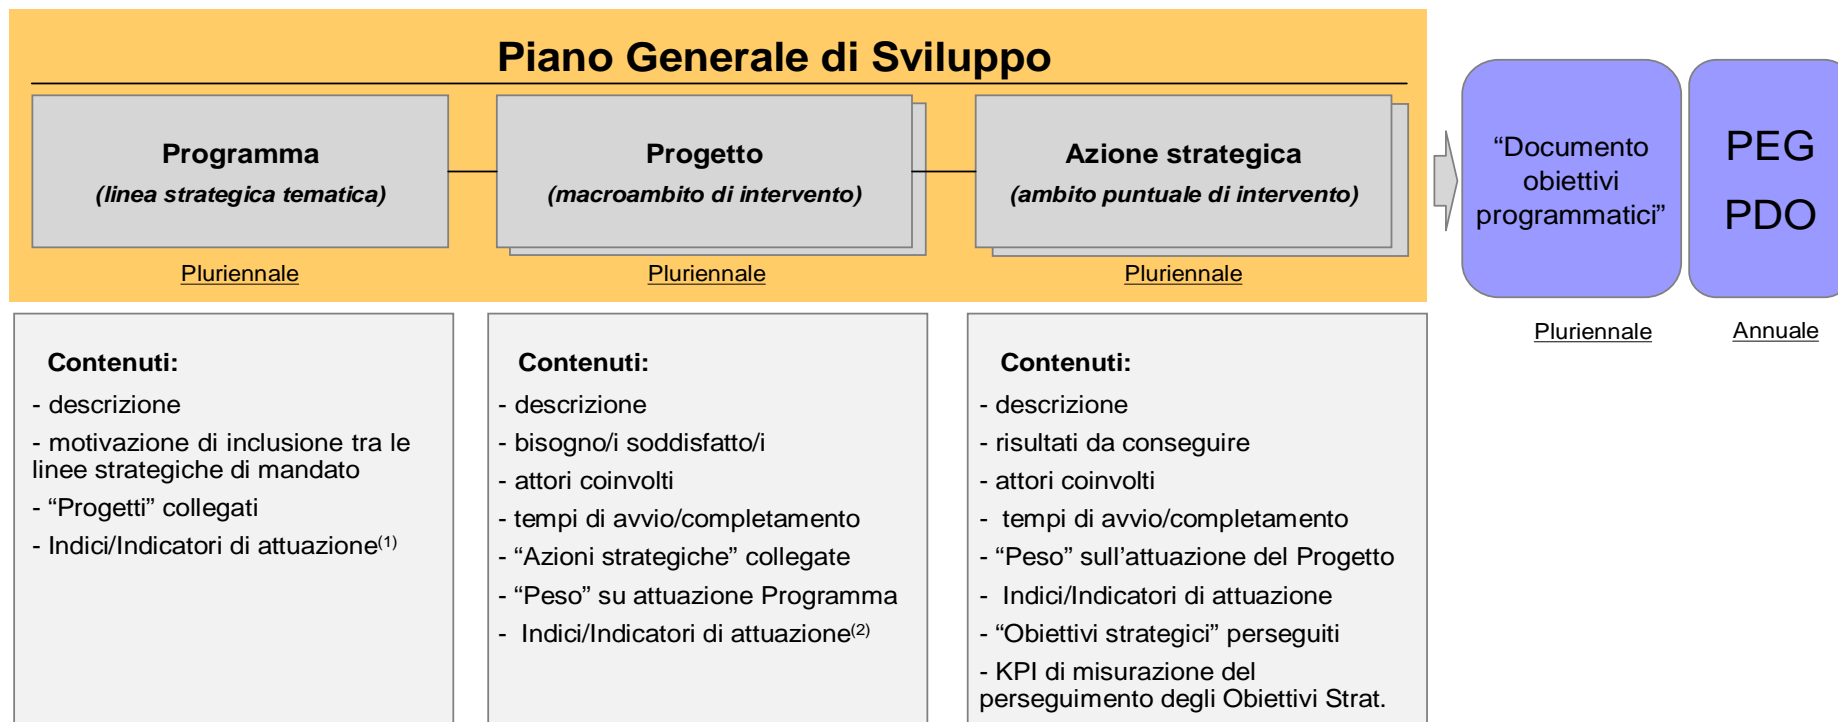 Piano Generale di Sviluppo
Programma
(linea strategica tematica)
Pluriennale
Progetto
(macroambito di intervento)
Pluriennale
Azione strategica
(ambito puntuale di intervento)
Pluriennale
“Documento
obiettivi
programmatici”
Pluriennale
PEG
PDO
Annuale
Contenuti:
- descrizione
- motivazione di inclusione tra le
linee strategiche di mandato
- “Progetti” collegati
- Indici/Indicatori di attuazione(1)
Contenuti:
- descrizione
- bisogno/i soddisfatto/i
- attori coinvolti
- tempi di avvio/completamento
- “Azioni strategiche” collegate
- “Peso” su attuazione Programma
- Indici/Indicatori di attuazione(2)
Contenuti:
- descrizione
- risultati da conseguire
- attori coinvolti
- tempi di avvio/completamento
- “Peso” sull’attuazione del Progetto
- Indici/Indicatori di attuazione
- “Obiettivi strategici” perseguiti
- KPI di misurazione del
perseguimento degli Obiettivi Strat.